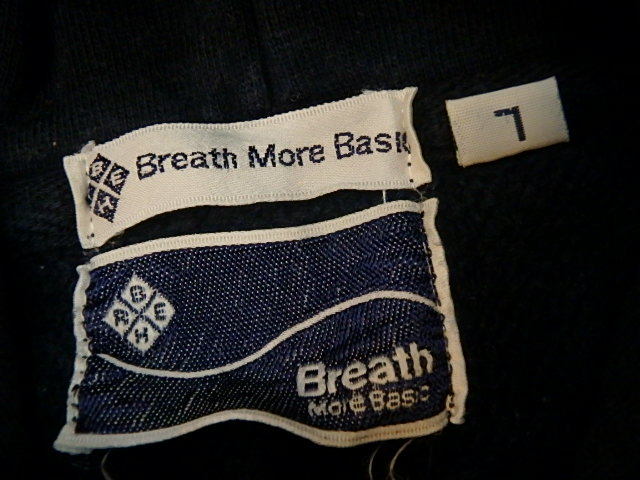 Breath More Basic
L
B E
R H
Breath
More Basic